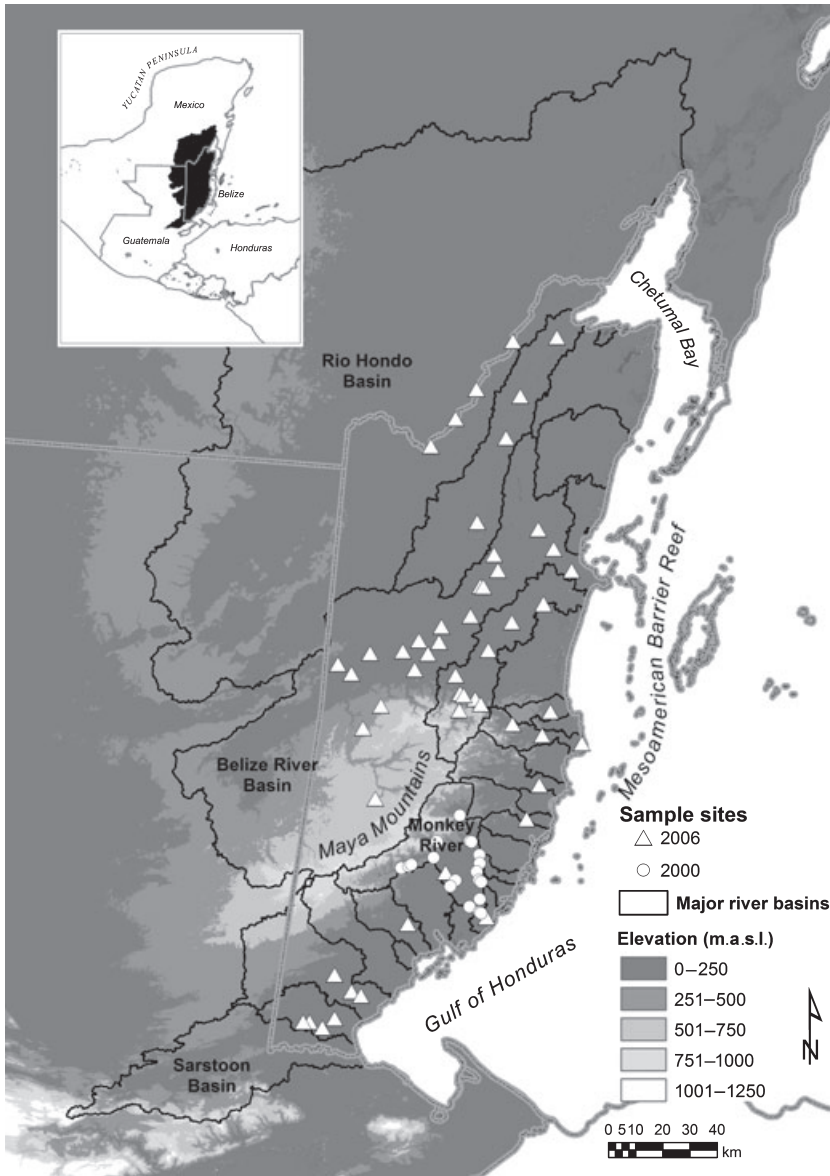 YUCATAN PENINSULA
Mexico
Belize
Guatemala
Honduras
Chetumal Bay
Rio Hondo
Basin
Mesoamerican Barrier Reef
Belize River
Basin
Maya Mountains
Monkey
River
Gulf of Honduras
Sarstoon
Basin
Sample sites
2006
2000
Major river basins
Elevation (m.a.s.l.)
0–250
251–500
501–750
751–1000
1001–1250
N
0 5 10 20 30 40
km